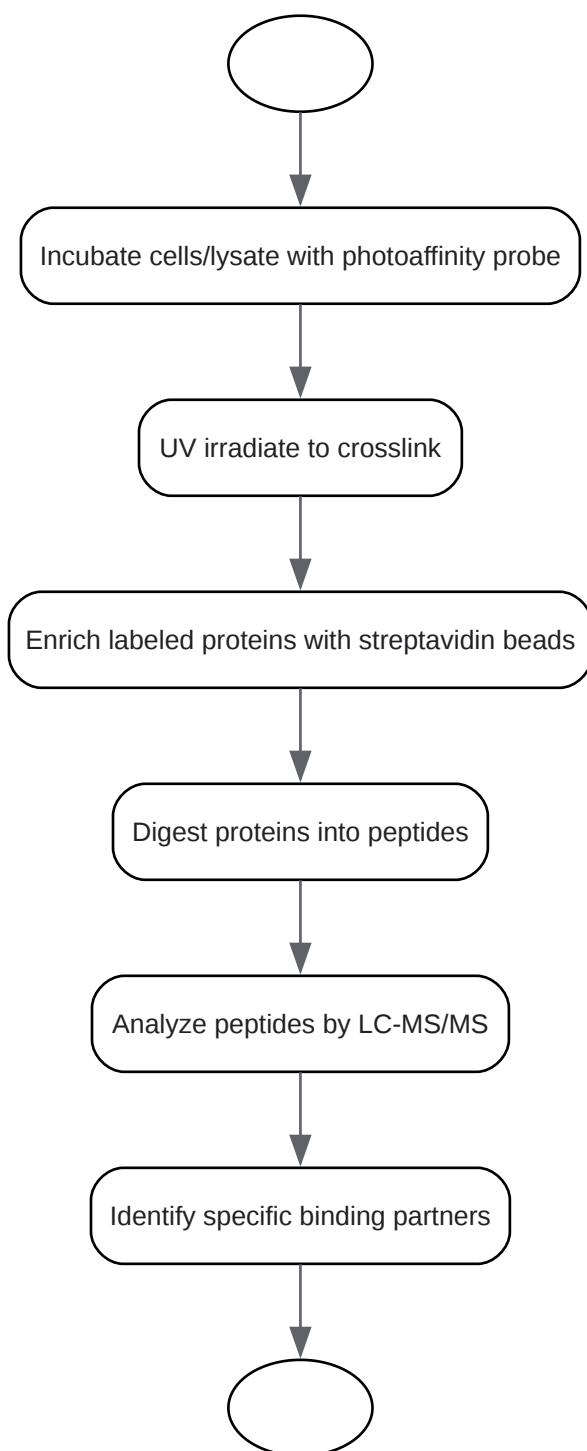 Incubate cells/lysate with photoaffinity probe
UV irradiate to crosslink
Enrich labeled proteins with streptavidin beads
Digest proteins into peptides
Analyze peptides by LC-MS/MS
Identify specific binding partners